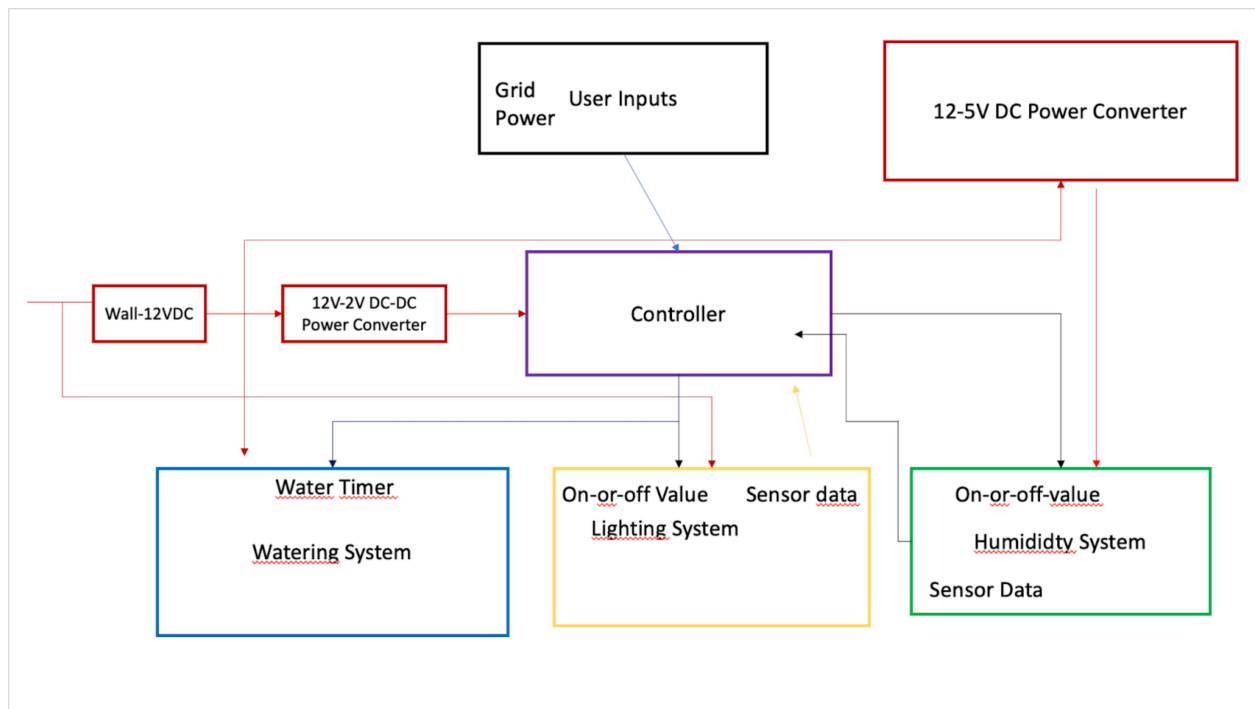 Grid
Power
User Inputs
12-5V DC Power Converter
Wall-12VDC
12V-2V DC-DC
Power Converter
Controller
Water Timer
Watering System
On-or-off Value
Sensor data
Lighting System
On-or-off-value
Humididty System
Sensor Data